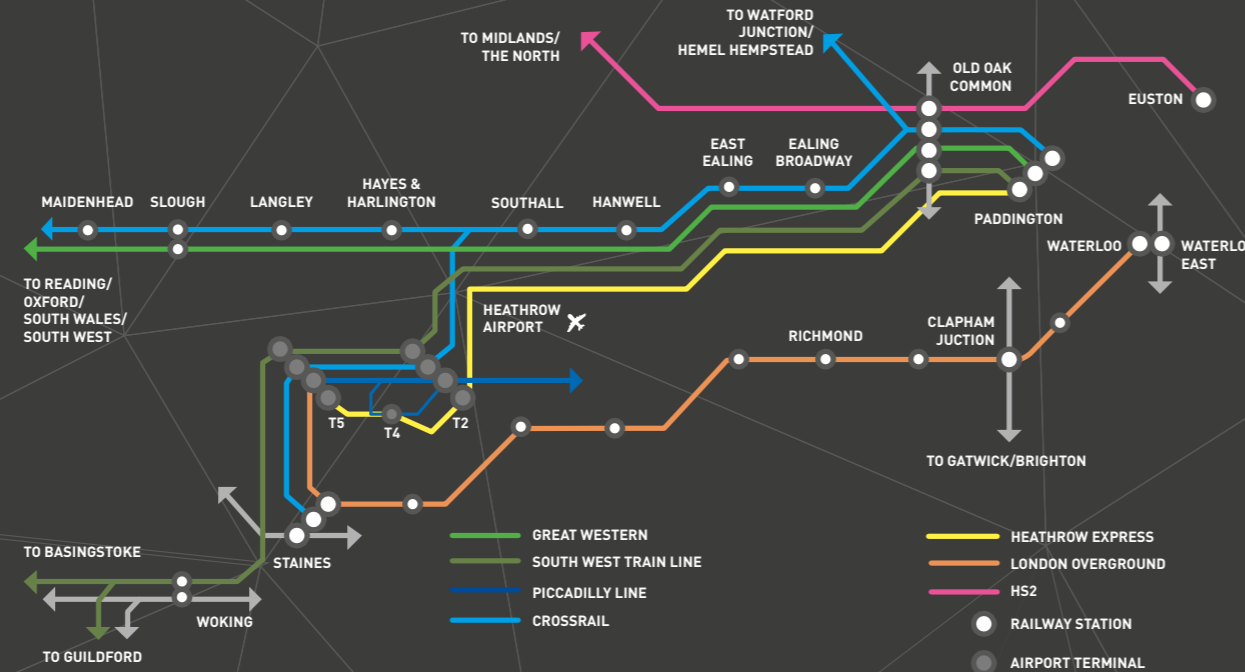 TO WATFORD
JUNCTION/
HEMEL HEMPSTEAD
TO MIDLANDS/
THE NORTH
OLD OAK
COMMON
EUSTON
EAST
EALING
EALING
BROADWAY
HAYES &
HARLINGTON
MAIDENHEAD
SLOUGH
LANGLEY
SOUTHALL
HANWELL
PADDINGTON
WATERLOO
WATERLO
EAST
TO READING/
OXFORD/
SOUTH WALES/
SOUTH WEST
HEATHROW
AIRPORT
RICHMOND
CLAPHAM
JUCTION
T5
T4
T2
TO GATWICK/BRIGHTON
TO BASINGSTOKE
STAINES
WOKING
TO GUILDFORD
GREAT WESTERN
SOUTH WEST TRAIN LINE
PICCADILLY LINE
CROSSRAIL
HEATHROW EXPRESS
LONDON OVERGROUND
HS2
RAILWAY STATION
AIRPORT TERMINAL